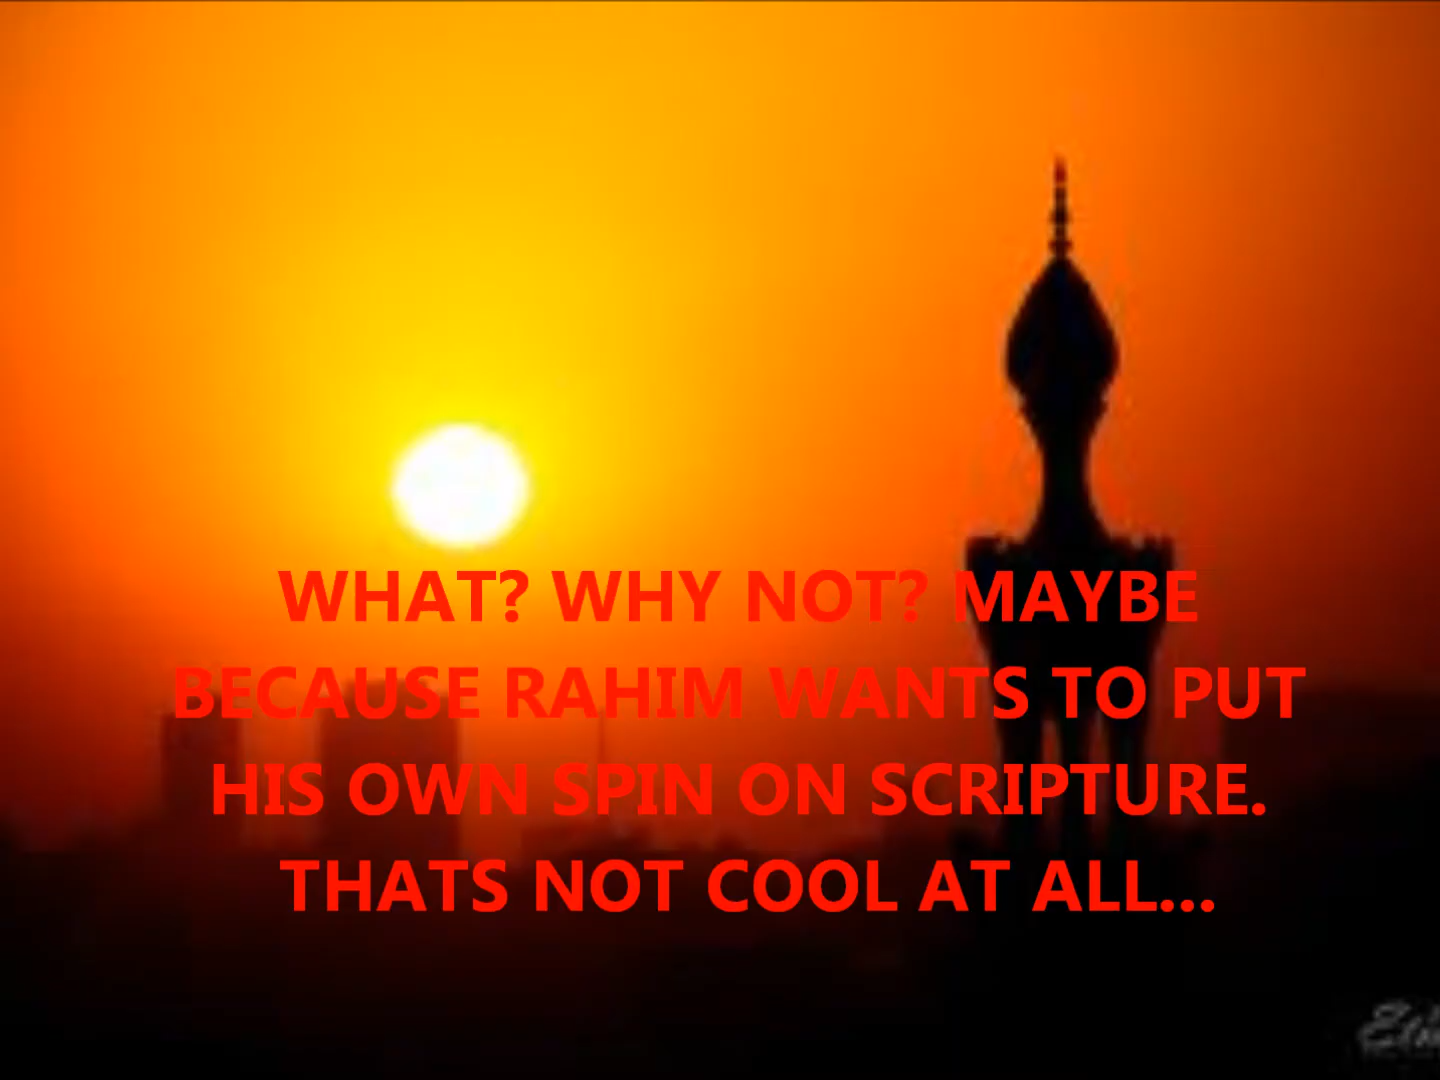 WHAT? WHY NOT? MAYBE
BECAUSE RAHIM WANTS TO PUT
HIS OWN SPIN ON SCRIPTURE.
THATS NOT COOL AT ALL...